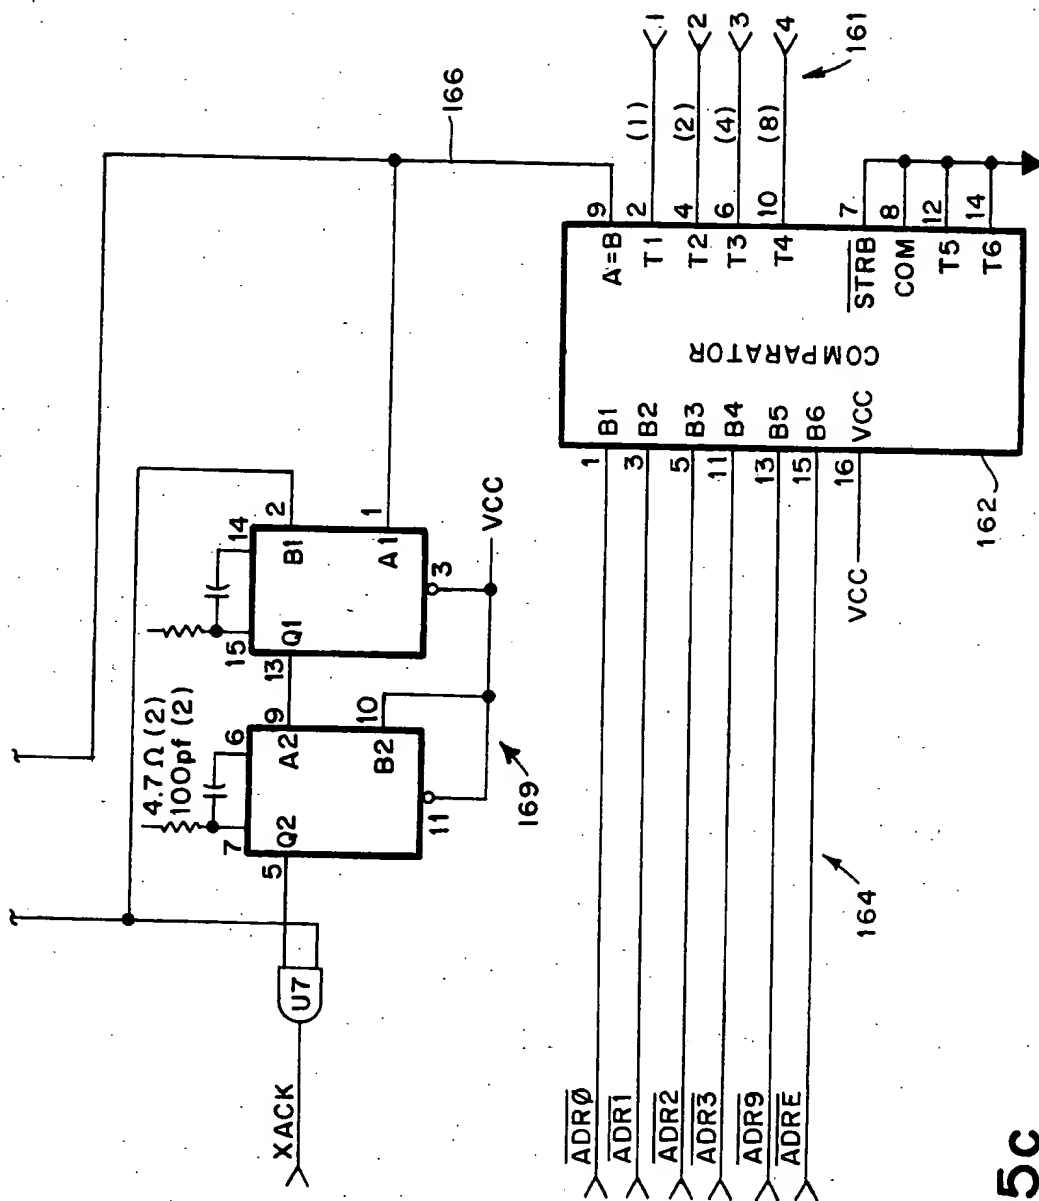 1
2
3
4
161
166
(1)
(2)
(4)
(8)
9
2
4
6
10
7
8
12
14
A=B
T1
T2
T3
T4
STRB
COM
T5
T6
COMPARATOR
B1
B2
B3
B4
B5
B6
VCC
1
3
5
11
13
15
16
VCC
162
2
14
B1
1
A1
3
VCC
15
Q1
13
4.7Ω(2)
100pf (2)
9
6
A2
10
B2
11
7
Q2
5
169
U7
XACK
164
ADRØ
ADR1
ADR2
ADR3
ADR9
ADRE
5c